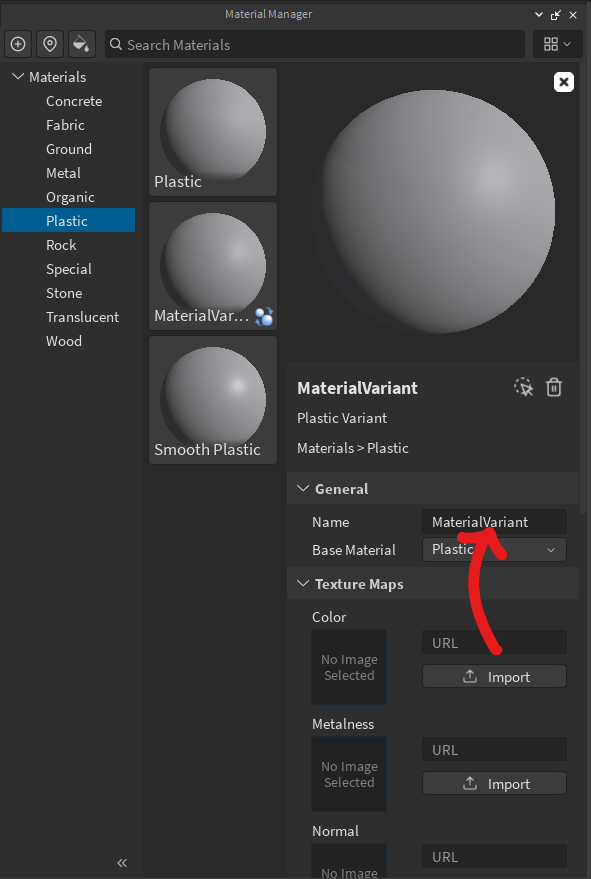 Material Manager
Search Materials
Materials
Concrete
Fabric
Ground
Metal
Organic
Plastic
Rock
Special
Stone
Translucent
Wood
Plastic
MaterialVar...
Smooth Plastic
MaterialVariant
Plastic Variant
Materials > Plastic
General
Name MaterialVariant
Base Material Plastic
Texture Maps
Color
No Image
Selected
URL
Import
Metalness
No Image
Selected
URL
Import
Normal
No Image
URL